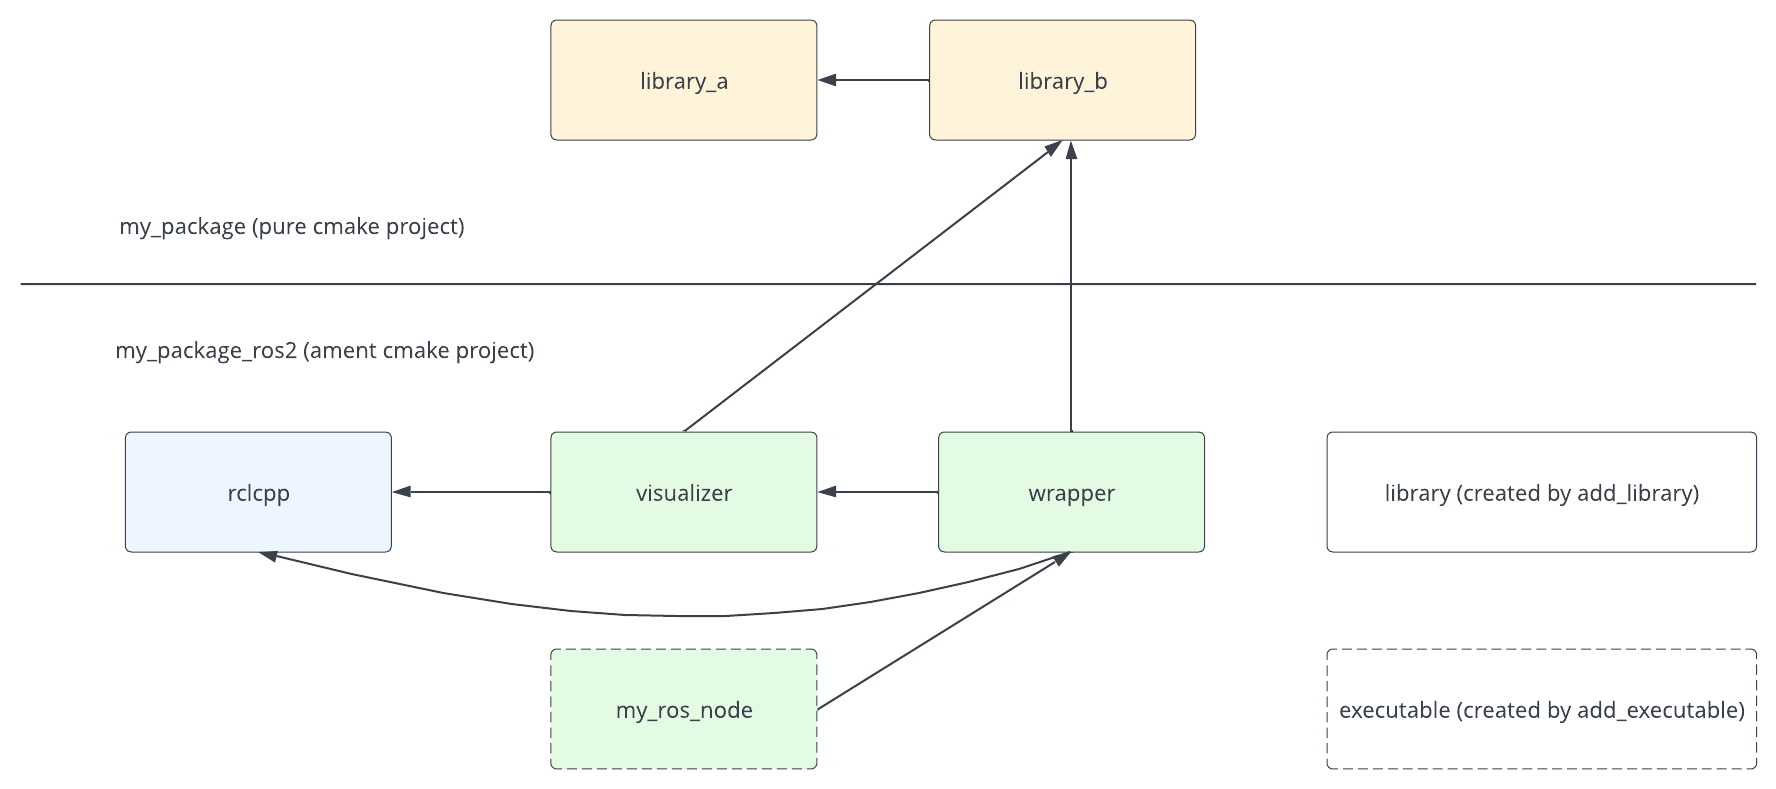 library_a
library_b
my_package (pure cmake project)
my_package_ros2 (ament cmake project)
rclcpp
visualizer
wrapper
library (created by add_library)
my_ros_node
executable (created by add_executable)